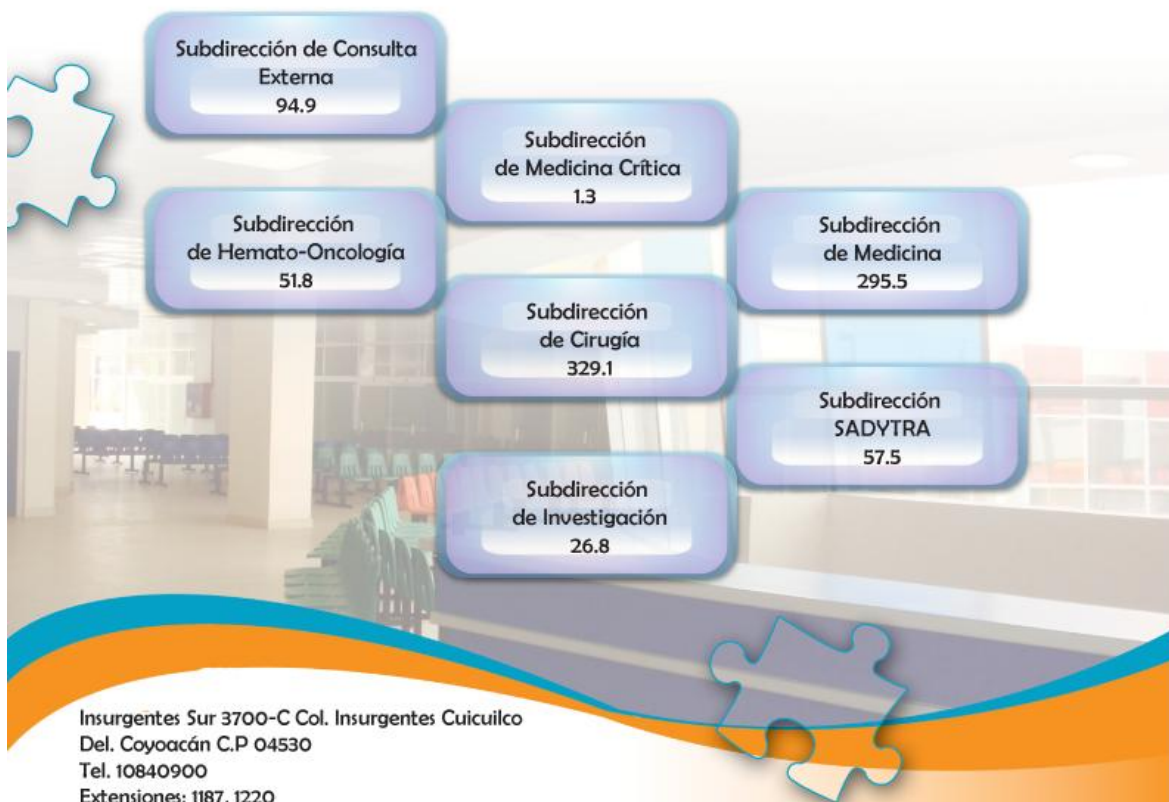 Subdirección de Consulta
Externa
94.9
Subdirección
de Medicina Crítica
1.3
Subdirección
de Hemato-Oncología
51.8
Subdirección
de Medicina
295.5
Subdirección
de Cirugía
329.1
Subdirección
SADYTRA
57.5
Subdirección
de Investigación
26.8
Insurgentes Sur 3700-C Col. Insurgentes Cuicuilco
Del. Coyoacán C.P 04530
Tel. 10840900
Extensiones: 1187, 1220